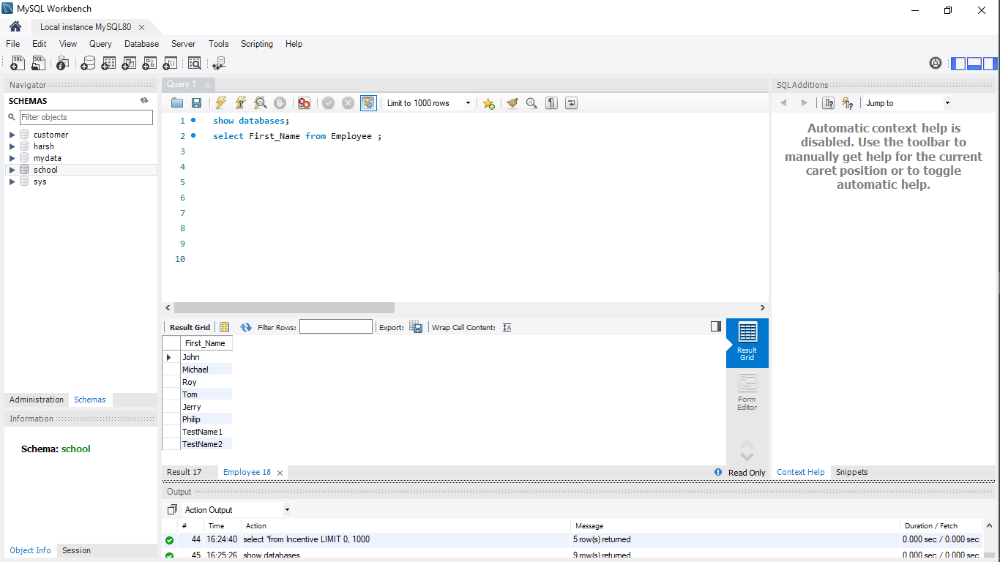 MySQL Workbench
Local instance MySQL80
File Edit View Query Database Server Tools Scripting Help
Navigator
SCHEMAS
Filter objects
customer
harsh
mydata
school
sys
Administration Schemas
Information
Schema: school
Object Info Session
Query 1
Limit to 1000 rows
1 show databases;
2 select First_Name from Employee ;
3
4
5
6
7
8
9
10
Result Grid Filter Rows: Export: Wrap Cell Content:
First_Name
John
Michael
Roy
Tom
Jerry
Philip
TestName1
TestName2
Result
Grid
Form
Editor
Result 17 Employee 18 Read Only
SQLAdditions
Jump to
Automatic context help is
disabled. Use the toolbar to
manually get help for the current
caret position or to toggle
automatic help.
Context Help Snippets
Output
Action Output
# Time Action Message Duration / Fetch
44 16:24:40 select *from Incentive LIMIT 0, 1000 5 row(s) returned 0.000 sec / 0.000 sec
45 16:25:26 show databases 9 row(s) returned 0.000 sec / 0.000 sec